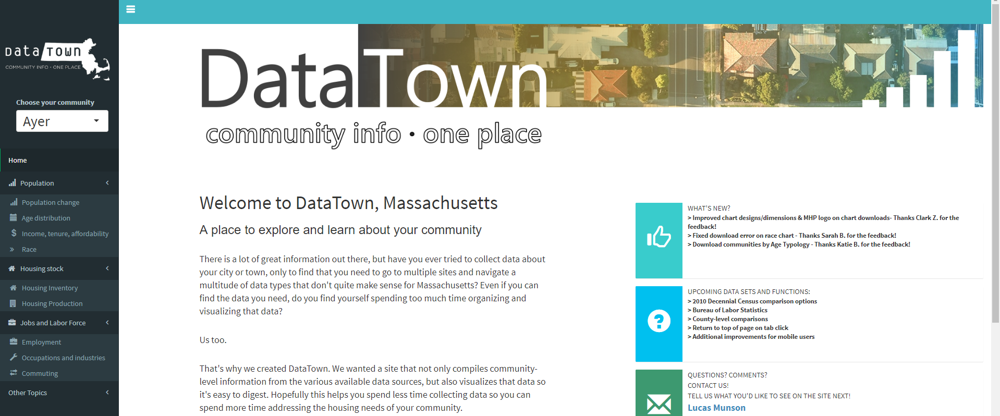 Data TOWN
COMMUNITY INFO • ONE PLACE
Choose your community
Ayer
Home
Population
Population change
Age distribution
Income, tenure, affordability
Race
Housing stock
Housing Inventory
Housing Production
Jobs and Labor Force
Employment
Occupations and industries
Commuting
Other Topics
DataTown
community info • one place
Welcome to DataTown, Massachusetts
A place to explore and learn about your community
There is a lot of great information out there, but have you ever tried to collect data about
your city or town, only to find that you need to go to multiple sites and navigate a
multitude of data types that don't quite make sense for Massachusetts? Even if you can
find the data you need, do you find yourself spending too much time organizing and
visualizing that data?
Us too.
That's why we created DataTown. We wanted a site that not only compiles community-
level information from the various available data sources, but also visualizes that data so
it's easy to digest. Hopefully this helps you spend less time collecting data so you can
spend more time addressing the housing needs of your community.
WHAT'S NEW?
> Improved chart designs/dimensions & MHP logo on chart downloads- Thanks Clark Z. for the
feedback!
> Fixed download error on race chart - Thanks Sarah B. for the feedback!
> Download communities by Age Typology - Thanks Katie B. for the feedback!
UPCOMING DATA SETS AND FUNCTIONS:
> 2010 Decennial Census comparison options
> Bureau of Labor Statistics
> County-level comparisons
> Return to top of page on tab click
> Additional improvements for mobile users
QUESTIONS? COMMENTS?
CONTACT US!
TELL US WHAT YOU'D LIKE TO SEE ON THE SITE NEXT!
Lucas Munson